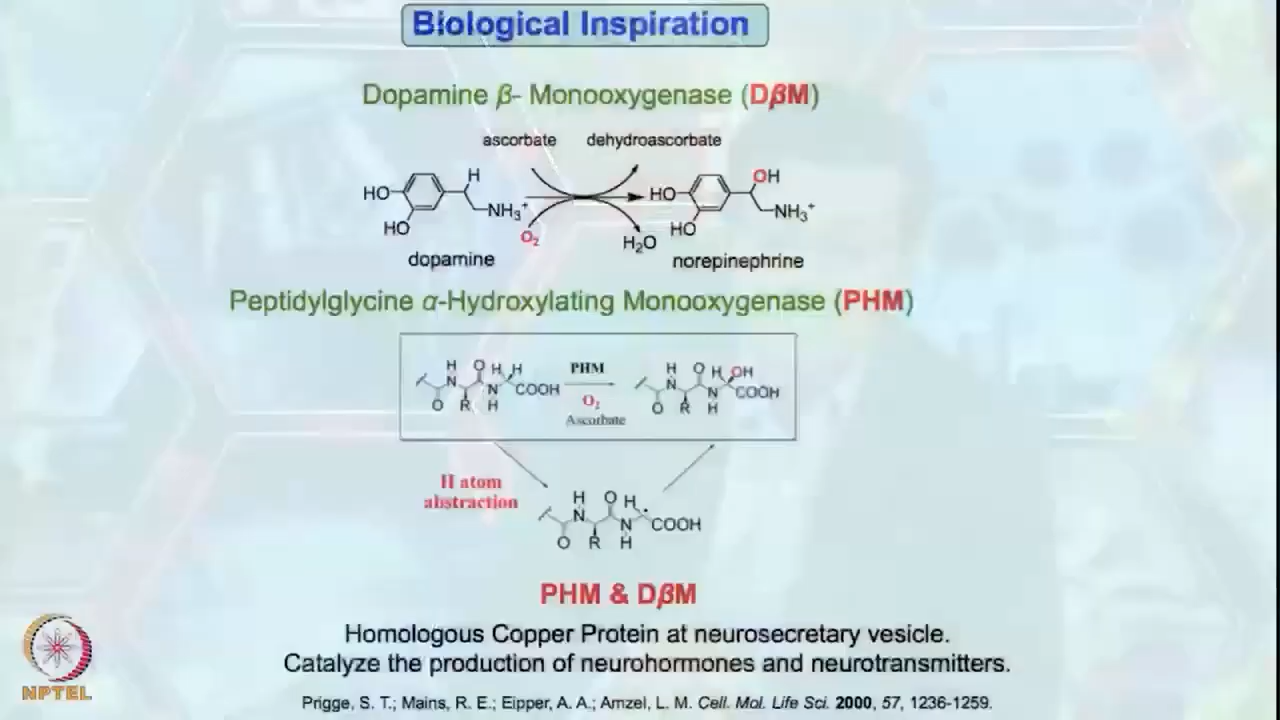 Biological Inspiration
Dopamine β- Monooxygenase (DβM)
ascorbate dehydroascorbate
H OH
HO HO
NH3+ NH3+
HO O2 H2O HO
dopamine norepinephrine
Peptidylglycine α-Hydroxylating Monooxygenase (PHM)
H O H H PHM H O H OH
N N COOH N N COOH
O R H O2 O R H
Ascorbate
H atom
abstraction
H O H
N N COOH
O R H
PHM & DβM
Homologous Copper Protein at neurosecretary vesicle.
Catalyze the production of neurohormones and neurotransmitters.
NPTEL
Prigge, S. T.; Mains, R. E.; Eipper, A. A.; Amzel, L. M. Cell. Mol. Life Sci. 2000, 57, 1236-1259.